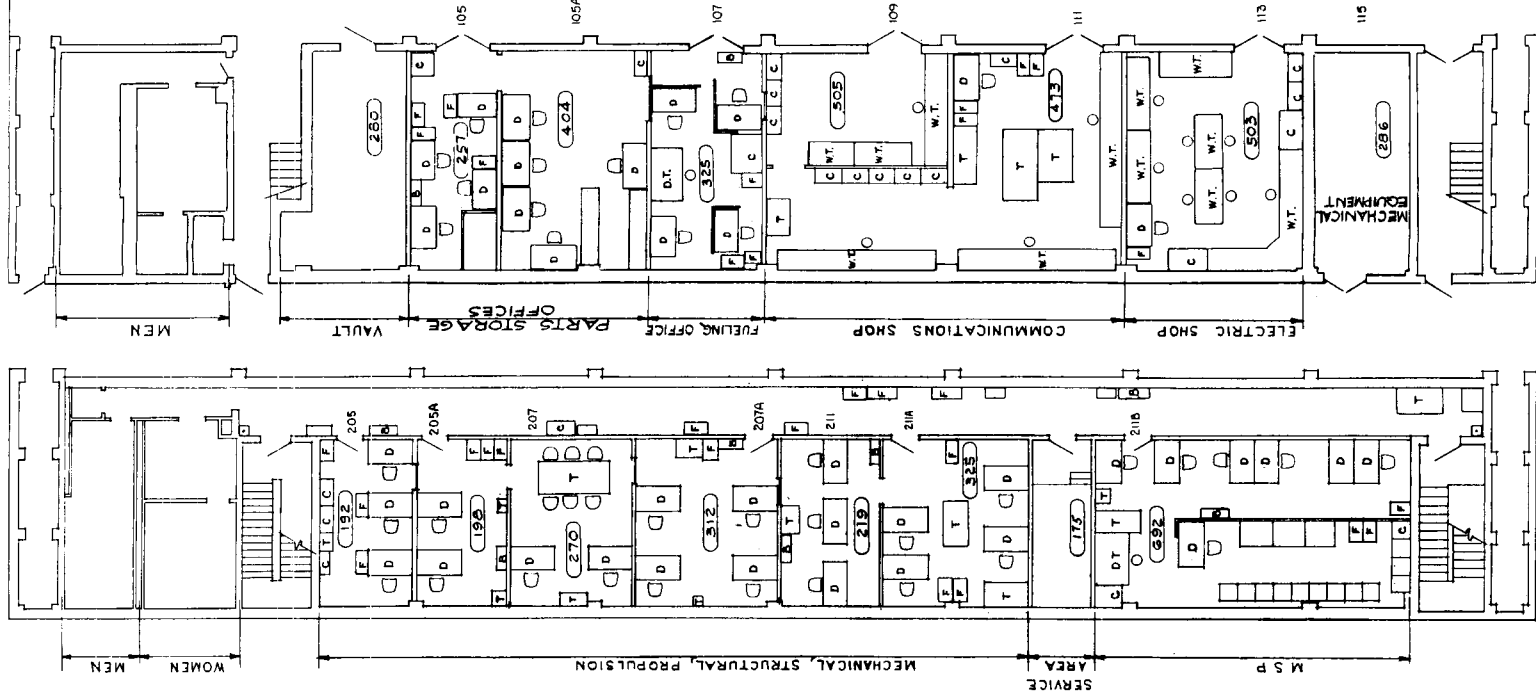 105
105A
107
109
111
113
115
C
C
B
C
C
C
F
F
D
F
F
257
D
B
D
F
D
D
280
D
404
D
D
D
D
D
D.T.
325
C
F
D
D
F
F
505
W.T.
W.T.
W.T.
C
C
C
C
C
T
W.T.
W.T.
D
F
F
C
F
F
T
473
T
T
W.T.
W.T.
W.T.
W.T.
C
C
W.T.
W.T.
503
C
D
F
C
W.T.
286
MECHANICAL
EQUIPMENT
MEN
VAULT
PARTS STORAGE
OFFICES
FUELING OFFICE
COMMUNICATIONS SHOP
ELECTRIC SHOP
205
205A
207
207A
211
211A
211B
B
C
F
F
F
F
F
B
T
F
C
C
T
C
F
F
192
D
D
D
F
F
F
D
D
198
T
B
T
T
D
D
270
T
T
F
B
D
D
312
D
D
T
B
D
D
D
T
B
219
F
D
325
D
D
D
T
D
F
F
T
175
D
T
T
DT
C
692
B
D
D
D
D
D
D
D
F
F
F
C
MEN
WOMEN
MECHANICAL, STRUCTURAL, PROPULSION
SERVICE
AREA
M S P